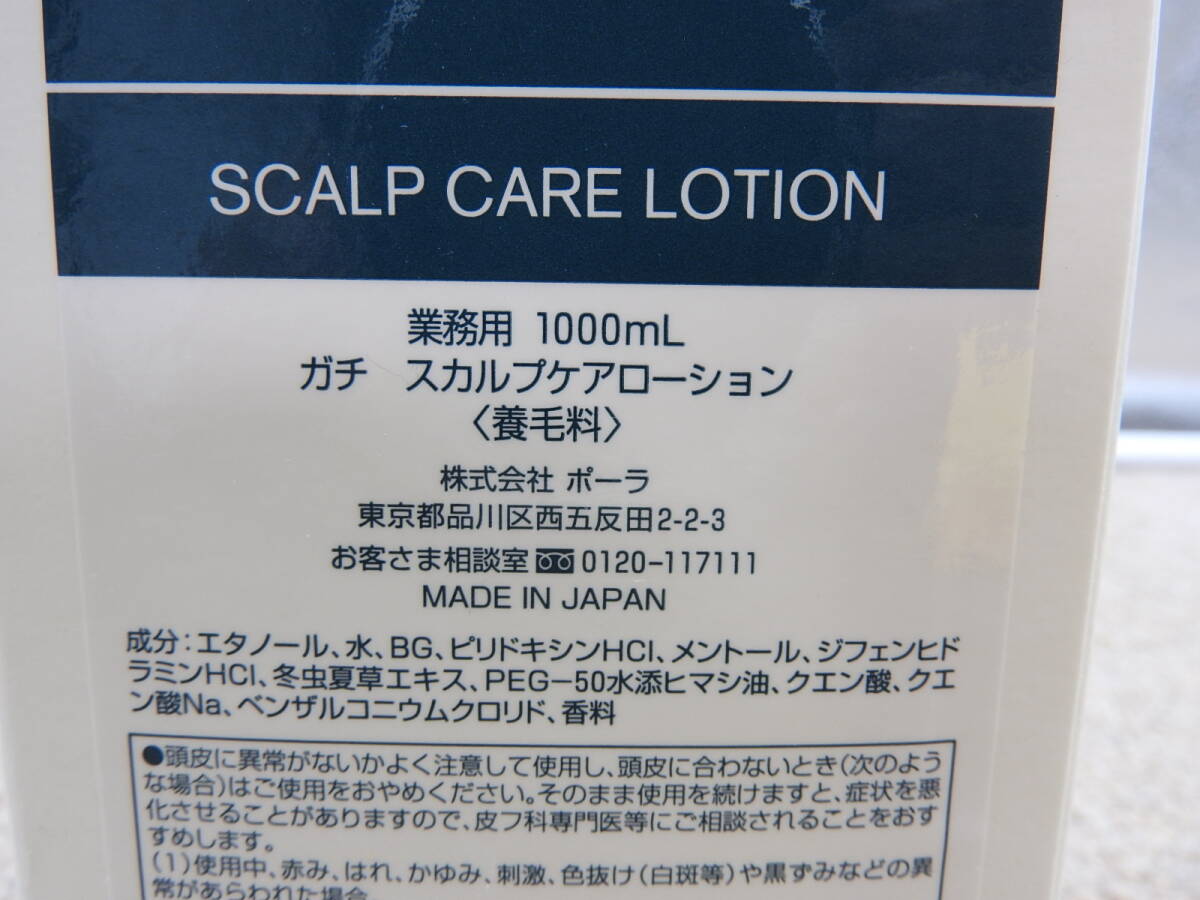 SCALP CARE LOTION
業務用 1000mL
ガチ　スカルプケアローション
〈養毛料〉
株式会社 ポーラ
東京都品川区西五反田2-2-3
お客さま相談室 0120-117111
MADE IN JAPAN
成分：エタノール、水、BG、ピリドキシンHCl、メントール、ジフェンヒド
ラミンHCl、冬虫夏草エキス、PEG－50水添ヒマシ油、クエン酸、クエ
ン酸Na、ベンザルコニウムクロリド、香料
●頭皮に異常がないかよく注意して使用し、頭皮に合わないとき（次のよう
な場合）はご使用をおやめください。そのまま使用を続けますと、症状を悪
化させることがありますので、皮フ科専門医等にご相談されることをおす
すめします。
（1）使用中、赤み、はれ、かゆみ、刺激、色抜け（白斑等）や黒ずみなどの異
常があらわれた場合